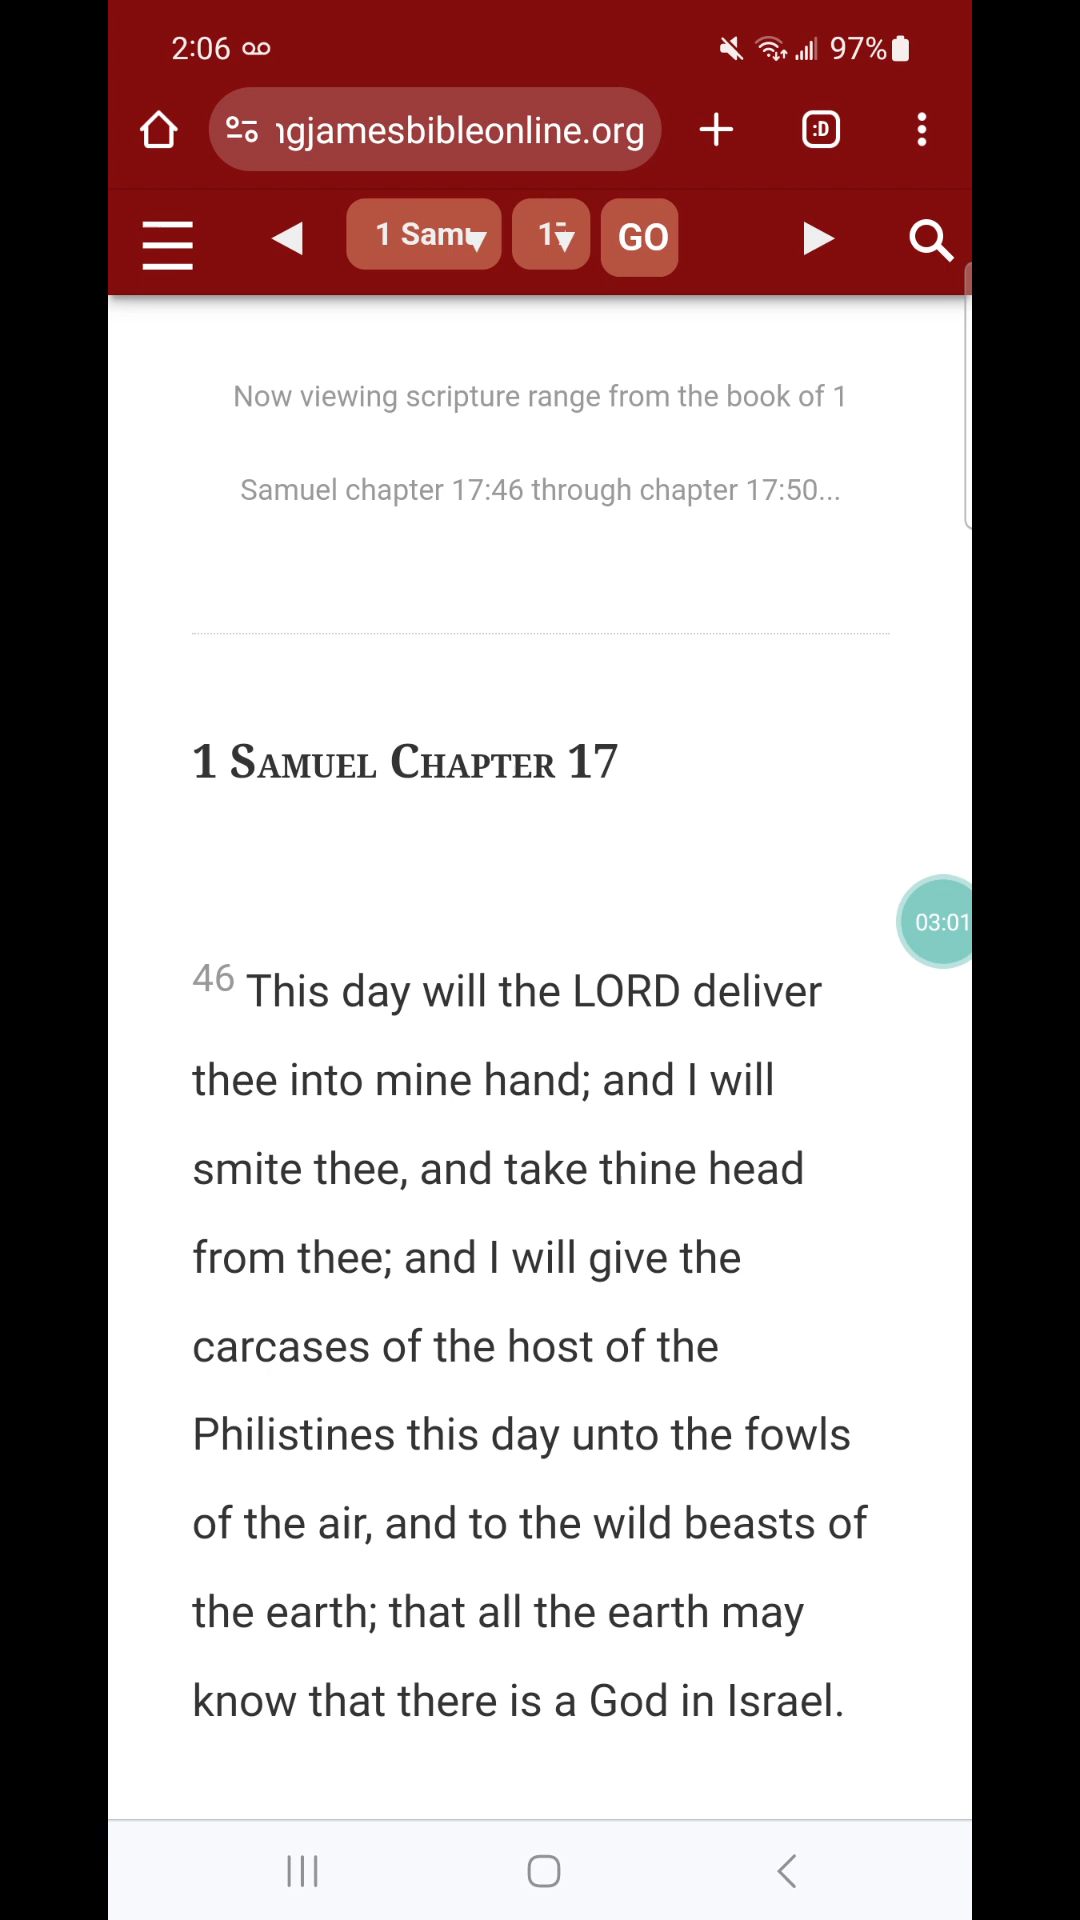 2:06 97%
ngjamesbibleonline.org :D
1 Sam GO
Now viewing scripture range from the book of 1
Samuel chapter 17:46 through chapter 17:50...
1 SAMUEL CHAPTER 17
03:01
46 This day will the LORD deliver
thee into mine hand; and I will
smite thee, and take thine head
from thee; and I will give the
carcases of the host of the
Philistines this day unto the fowls
of the air, and to the wild beasts of
the earth; that all the earth may
know that there is a God in Israel.